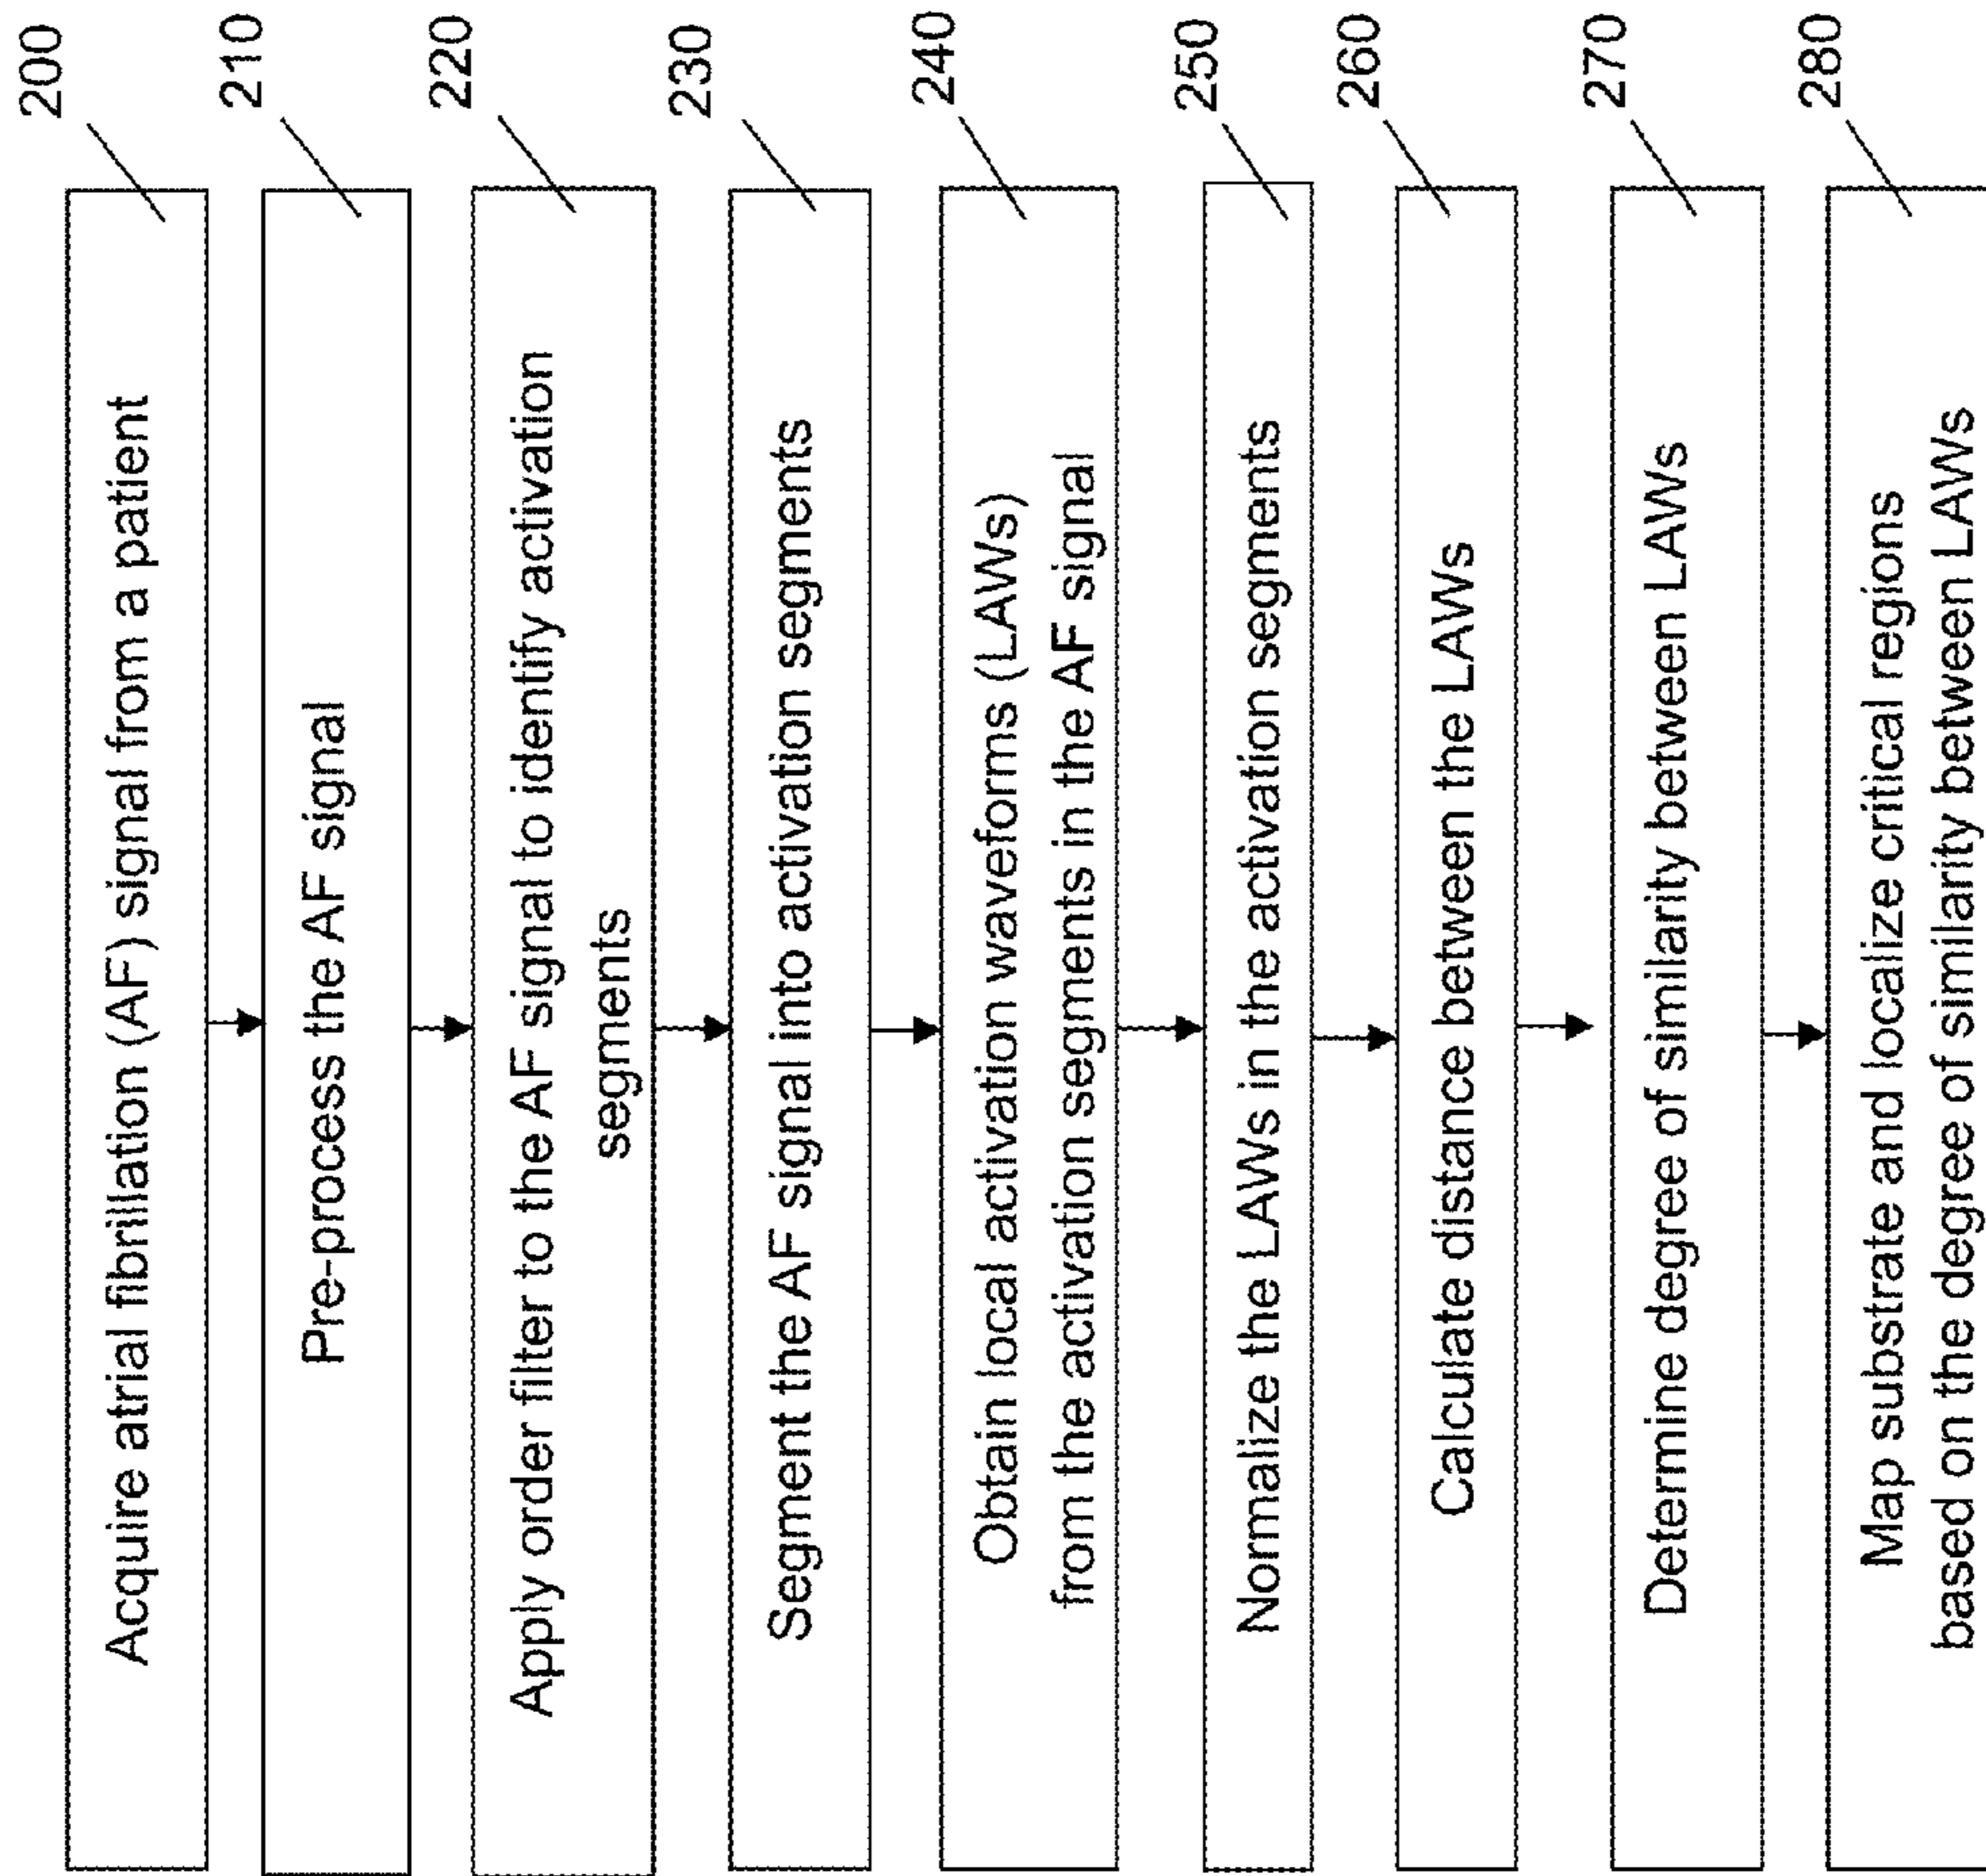 200
Acquire atrial fibrillation (AF) signal from a patient
210
Pre-process the AF signal
220
Apply order filter to the AF signal to identify activation
segments
230
Segment the AF signal into activation segments
240
Obtain local activation waveforms (LAWs)
from the activation segments in the AF signal
250
Normalize the LAWs in the activation segments
260
Calculate distance between the LAWs
270
Determine degree of similarity between LAWs
280
Map substrate and localize critical regions
based on the degree of similarity between LAWs